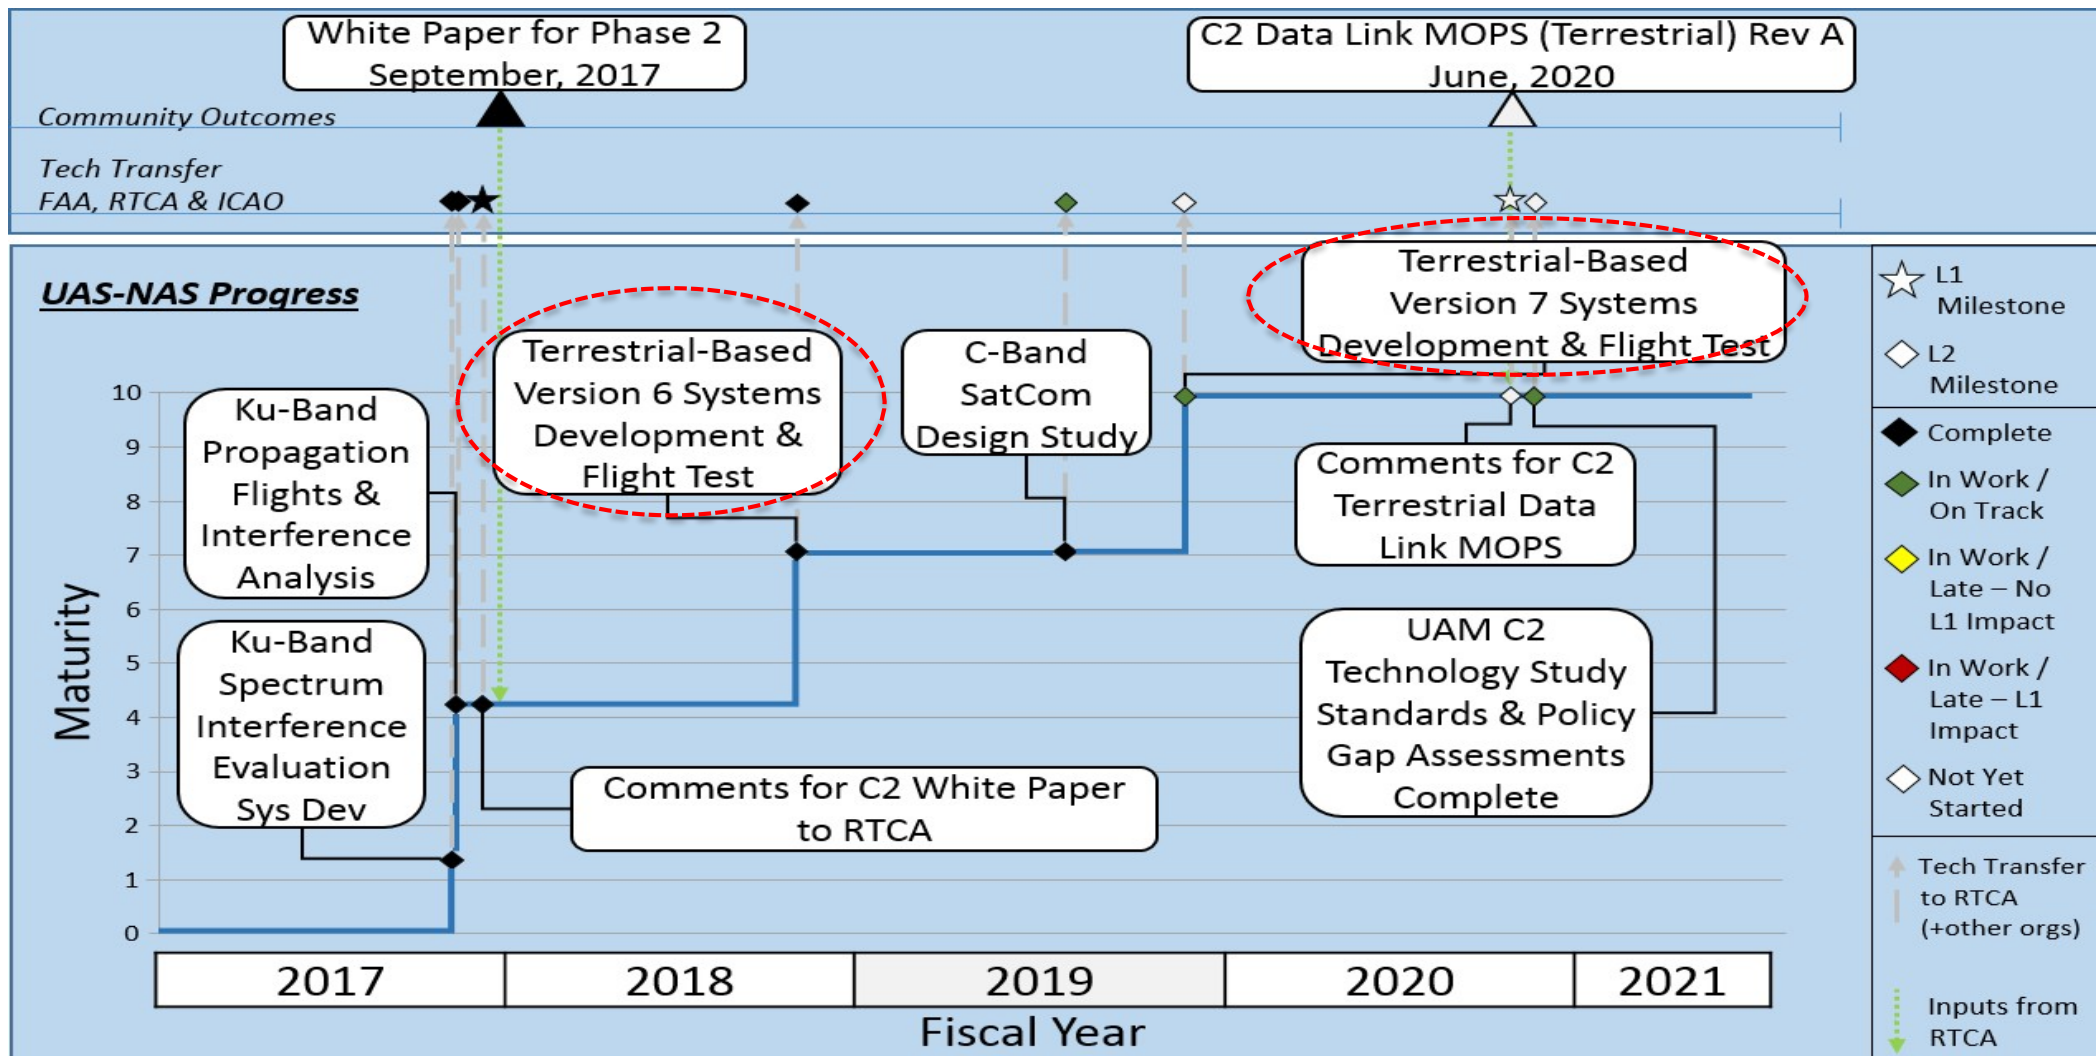 White Paper for Phase 2
September, 2017
C2 Data Link MOPS (Terrestrial) Rev A
June, 2020
Community Outcomes
Tech Transfer
FAA, RTCA & ICAO
UAS-NAS Progress
Terrestrial-Based
Version 6 Systems
Development &
Flight Test
C-Band
SatCom
Design Study
Terrestrial-Based
Version 7 Systems
Development & Flight Test
Ku-Band
Propagation
Flights &
Interference
Analysis
Ku-Band
Spectrum
Interference
Evaluation
Sys Dev
Comments for C2 White Paper
to RTCA
Comments for C2
Terrestrial Data
Link MOPS
UAM C2
Technology Study
Standards & Policy
Gap Assessments
Complete
Maturity
10
9
8
7
6
5
4
3
2
1
0
2017
2018
2019
2020
2021
Fiscal Year
L1
Milestone
L2
Milestone
Complete
In Work /
On Track
In Work /
Late – No
L1 Impact
In Work /
Late – L1
Impact
Not Yet
Started
Tech Transfer
to RTCA
(+other orgs)
Inputs from
RTCA